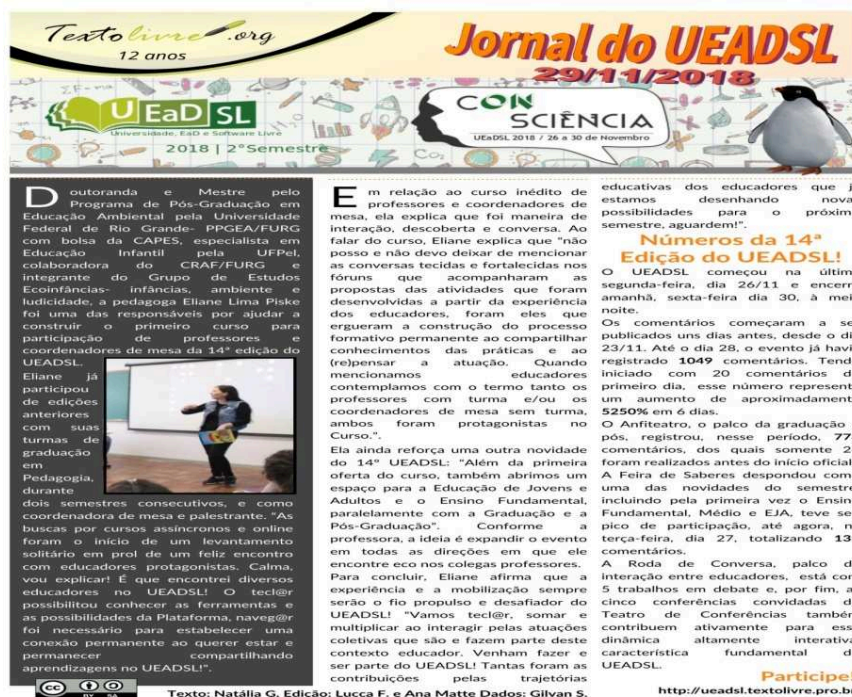 Textolivre.org
12 anos
Jornal do UEADSL
29/11/2018
UEaDSL
Universidade, EaD e Software Livre
2018 | 2°Semestre
CONSCIÊNCIA
UEaDSL 2018 / 26 a 30 de Novembro
Doutoranda e Mestre pelo
Programa de Pós-Graduação em
Educação Ambiental pela Universidade
Federal de Rio Grande- PPGEA/FURG
com bolsa da CAPES, especialista em
Educação Infantil pela UFPel,
colaboradora do CRAF/FURG e
integrante do Grupo de Estudos
Ecoinfâncias- infâncias, ambiente e
ludicidade, a pedagoga Eliane Lima Piske
foi uma das responsáveis por ajudar a
construir o primeiro curso para
participação de professores e
coordenadores de mesa da 14ª edição do
UEADSL.
Eliane já
participou
de edições
anteriores
com suas
turmas de
graduação
em
Pedagogia,
durante
dois semestres consecutivos, e como
coordenadora de mesa e palestrante. "As
buscas por cursos assíncronos e online
foram o início de um levantamento
solitário em prol de um feliz encontro
com educadores protagonistas. Calma,
vou explicar! É que encontrei diversos
educadores no UEADSL! O tecl@r
possibilitou conhecer as ferramentas e
as possibilidades da Plataforma, naveg@r
foi necessário para estabelecer uma
conexão permanente ao querer estar e
permanecer compartilhando
aprendizagens no UEADSL!".
Em relação ao curso inédito de
professores e coordenadores de
mesa, ela explica que foi maneira de
interação, descoberta e conversa. Ao
falar do curso, Eliane explica que "não
posso e não devo deixar de mencionar
as conversas tecidas e fortalecidas nos
fóruns que acompanharam as
propostas das atividades que foram
desenvolvidas a partir da experiência
dos educadores, foram eles que
ergueram a construção do processo
formativo permanente ao compartilhar
conhecimentos das práticas e ao
(re)pensar a atuação. Quando
mencionamos educadores
contemplamos com o termo tanto os
professores com turma e/ou os
coordenadores de mesa sem turma,
ambos foram protagonistas no
Curso.".
Ela ainda reforça uma outra novidade
do 14° UEADSL: "Além da primeira
oferta do curso, também abrimos um
espaço para a Educação de Jovens e
Adultos e o Ensino Fundamental,
paralelamente com a Graduação e a
Pós-Graduação". Conforme a
professora, a ideia é expandir o evento
em todas as direções em que ele
encontre eco nos colegas professores.
Para concluir, Eliane afirma que a
experiência e a mobilização sempre
serão o fio propulso e desafiador do
UEADSL! "Vamos tecl@r, somar e
multiplicar ao interagir pelas atuações
coletivas que são e fazem parte deste
contexto educador. Venham fazer e
ser parte do UEADSL! Tantas foram as
contribuições pelas trajetórias
educativas dos educadores que j
estamos desenhando nova
possibilidades para o próxim
semestre, aguardem!".
Números da 14ª
Edição do UEADSL!
O UEADSL começou na últim
segunda-feira, dia 26/11 e encerr
amanhã, sexta-feira dia 30, à mei
noite.
Os comentários começaram a se
publicados uns dias antes, desde o di
23/11. Até o dia 28, o evento já havi
registrado 1049 comentários. Tend
iniciado com 20 comentários d
primeiro dia, esse número represent
um aumento de aproximadament
5250% em 6 dias.
O Anfiteatro, o palco da graduação
pós, registrou, nesse período, 77
comentários, dos quais somente 2
foram realizados antes do início oficial
A Feira de Saberes despondou com
uma das novidades do semestre
incluindo pela primeira vez o Ensin
Fundamental, Médio e EJA, teve se
pico de participação, até agora, n
terça-feira, dia 27, totalizando 13
comentários.
A Roda de Conversa, palco d
interação entre educadores, está con
5 trabalhos em debate e, por fim, a
cinco conferências convidadas d
Teatro de Conferências també
contribuem ativamente para ess
dinâmica altamente interativa
característica fundamental d
UEADSL.
Participe!
http://ueadsl.textolivre.pro.b
CC BY SA
Texto: Natália G. Edição: Lucca F. e Ana Matte Dados: Gilvan S.